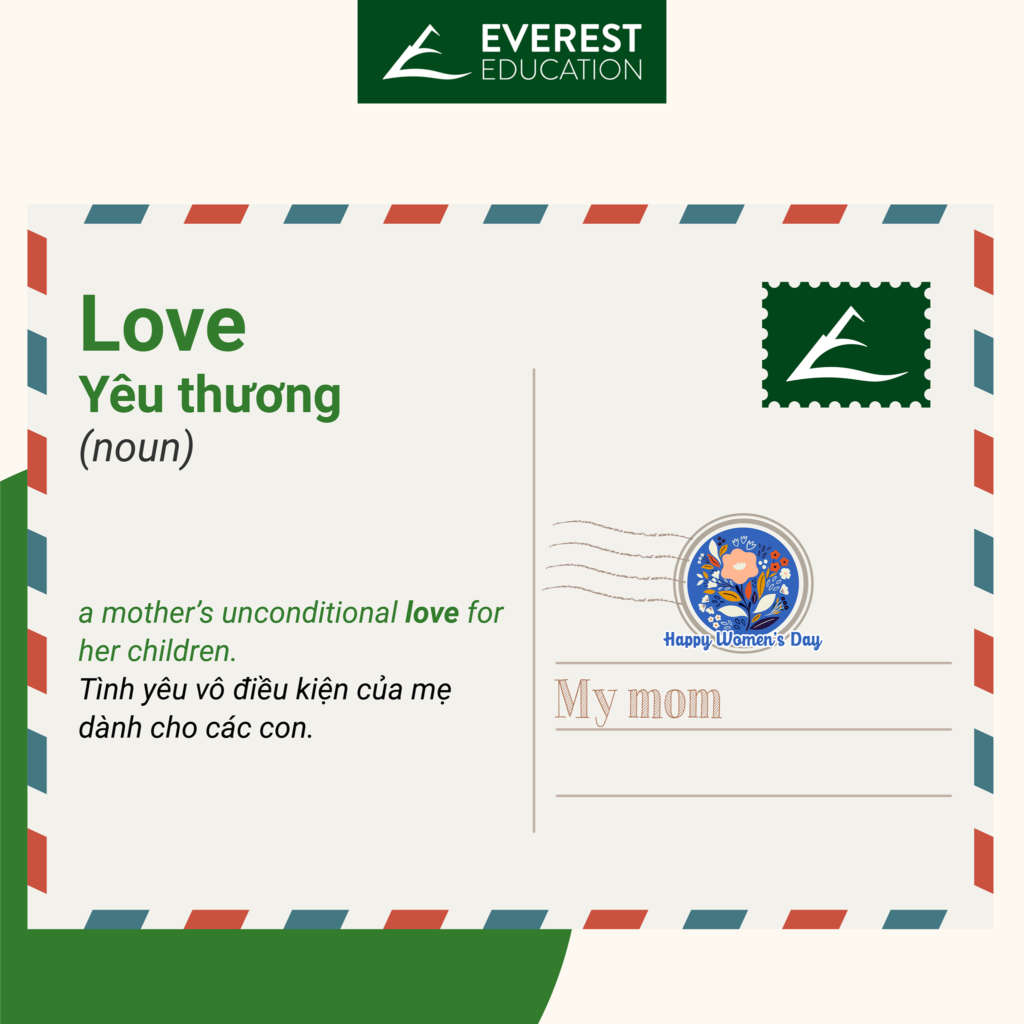 EVEREST
EDUCATION
Love
Yêu thương
(noun)
a mother’s unconditional love for
her children.
Tình yêu vô điều kiện của mẹ
dành cho các con.
Happy Women's Day
My mom